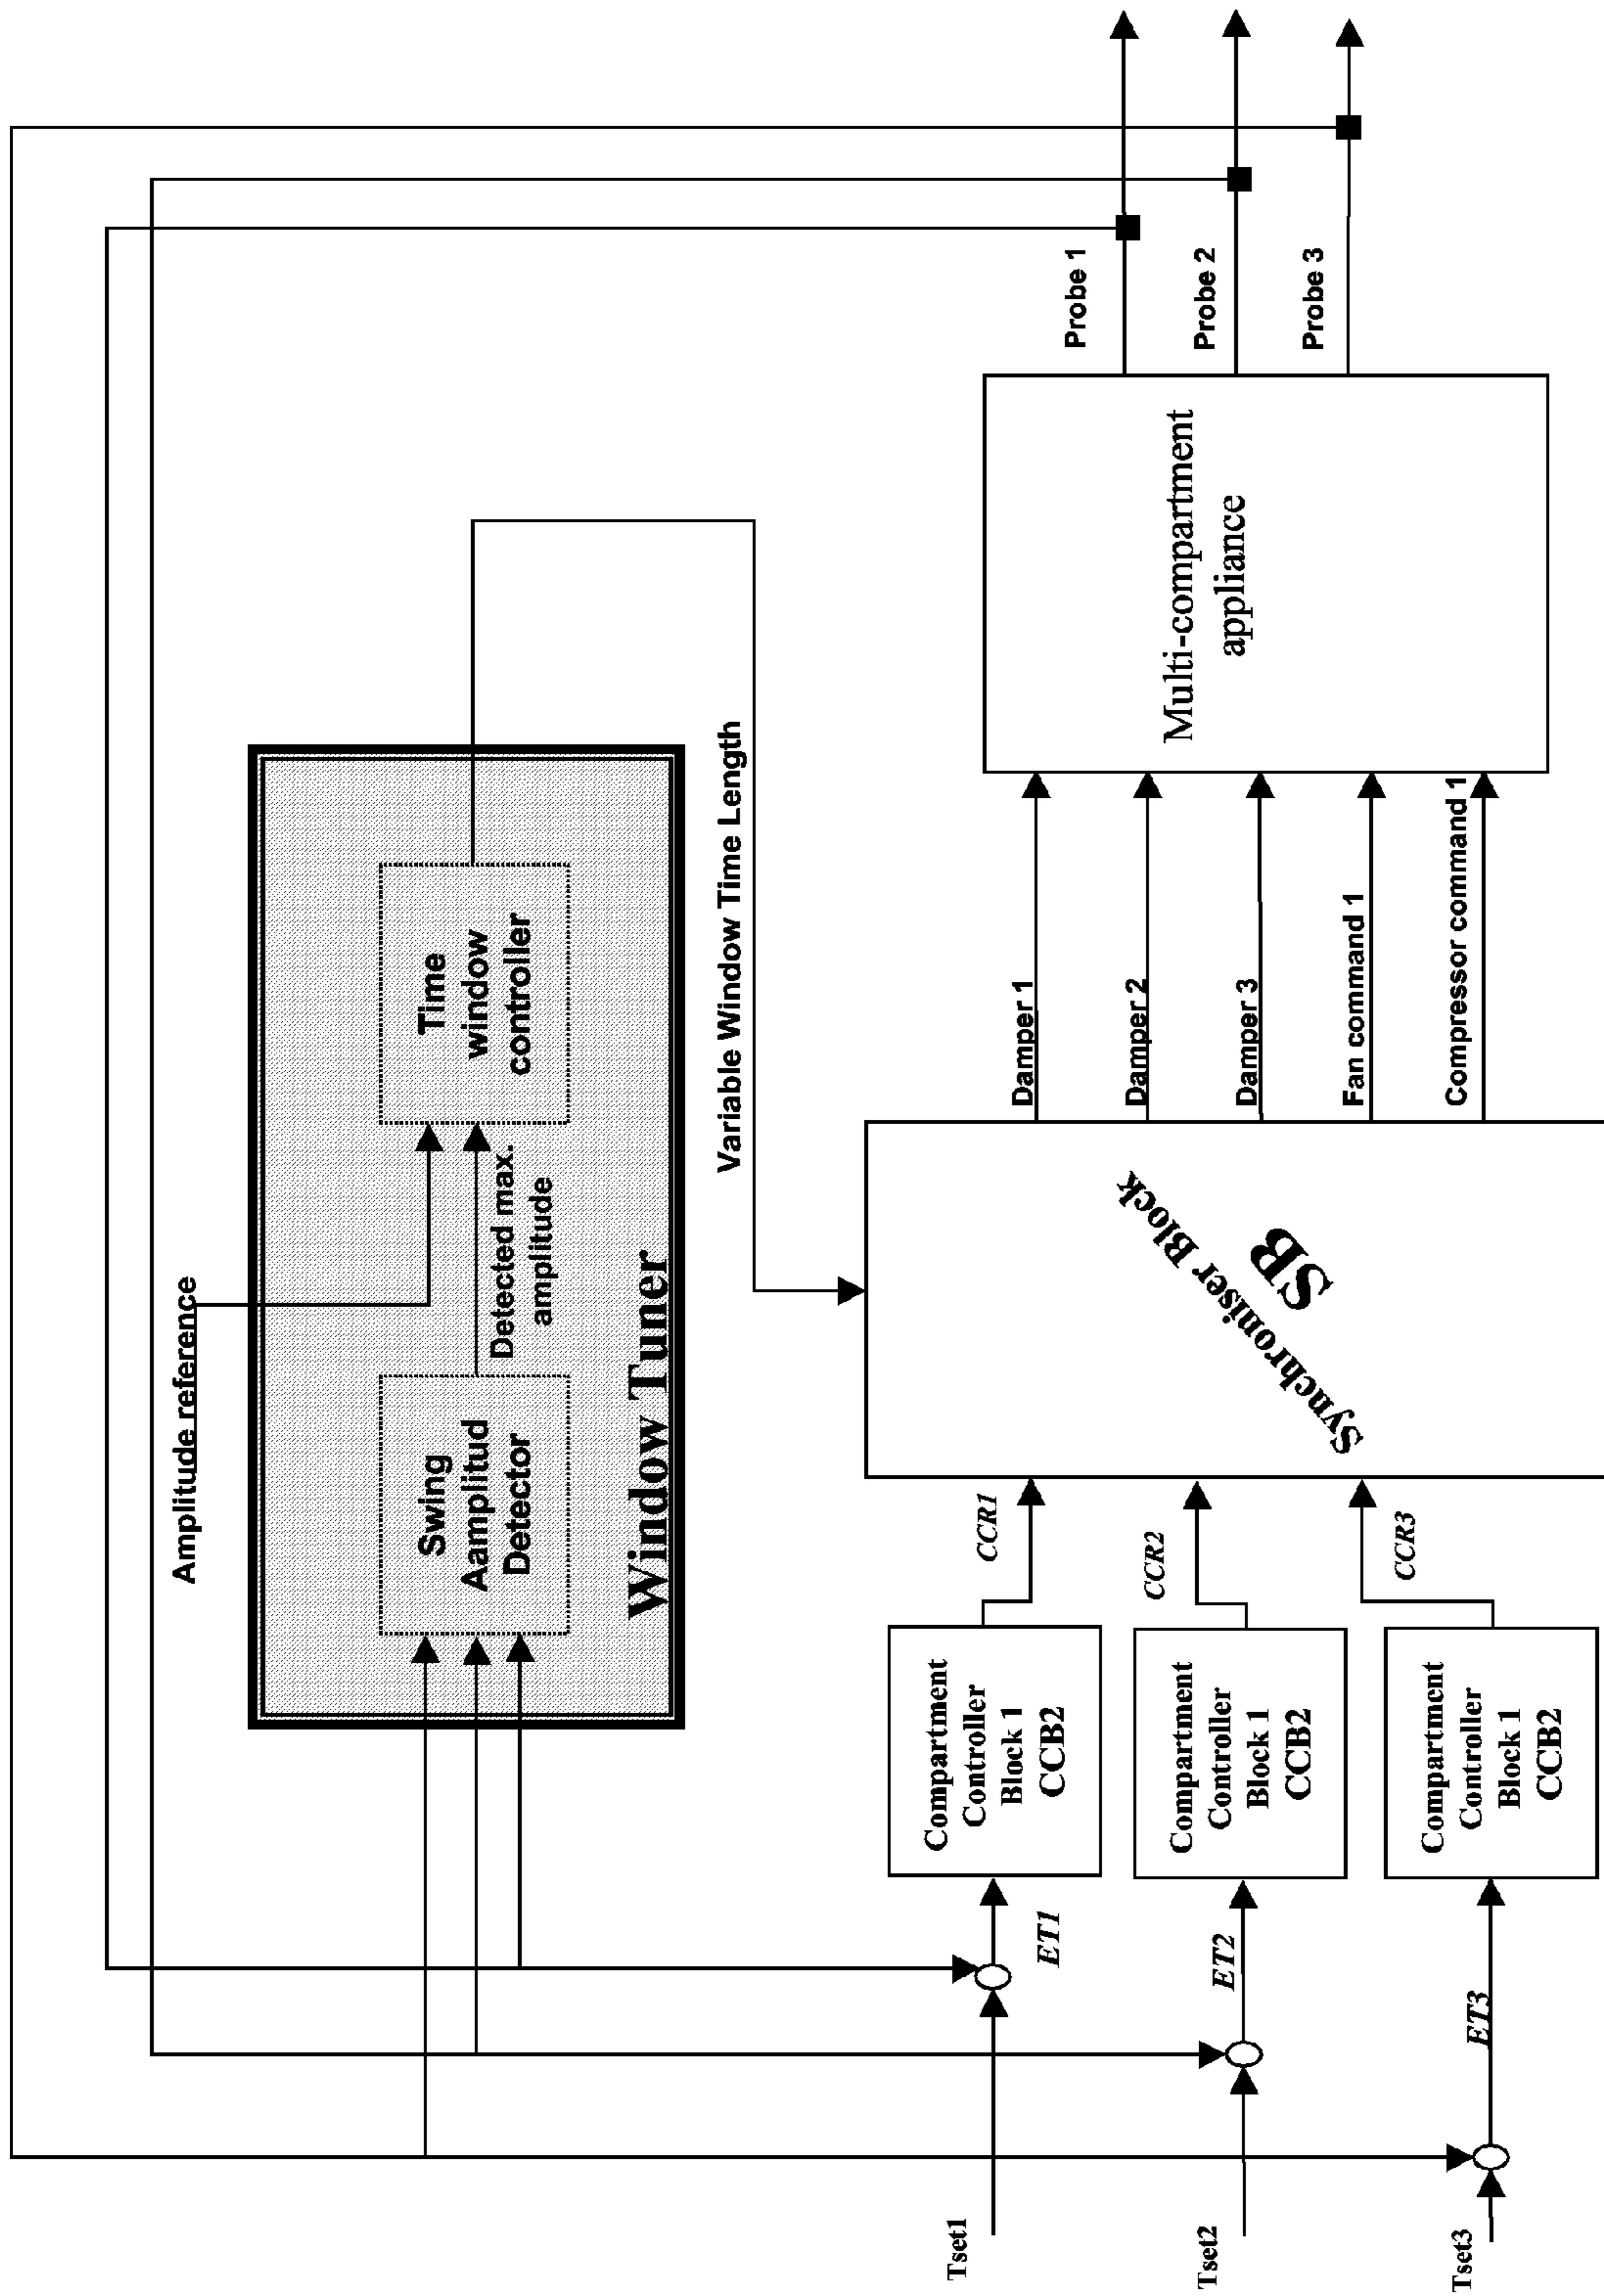 Amplitude reference
Swing
Aamplitud
Detector
Detected max.
amplitude
Time
window
controller
Window Tuner
Variable Window Time Length
Tset1
ET1
Compartment
Controller
Block 1
CCB2
CCR1
Tset2
ET2
Compartment
Controller
Block 1
CCB2
CCR2
Tset3
ET3
Compartment
Controller
Block 1
CCB2
CCR3
Synchroniser Block
SB
Damper 1
Damper 2
Damper 3
Fan command 1
Compressor command 1
Multi-compartment
appliance
Probe 1
Probe 2
Probe 3